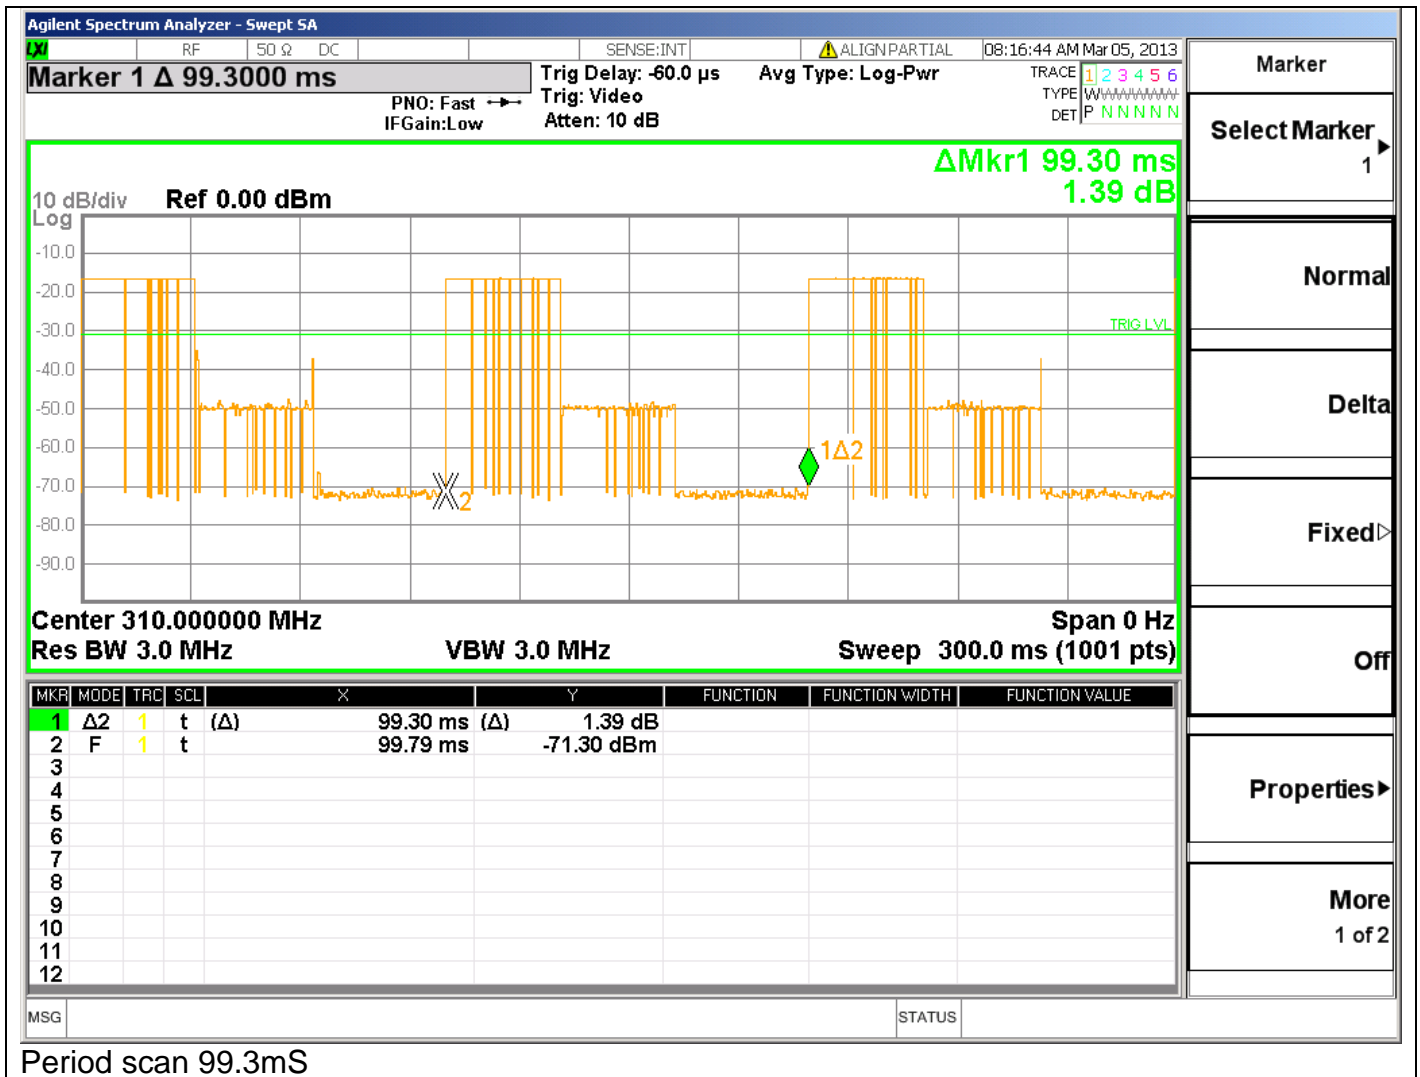 Agilent Spectrum Analyzer - Swept SA
LXI RF 50 Ω DC SENSE:INT ALIGN PARTIAL 08:16:44 AM Mar 05, 2013
Marker 1 Δ 99.3000 ms
PNO: Fast
IFGain:Low
Trig Delay: -60.0 µs
Trig: Video
Atten: 10 dB
Avg Type: Log-Pwr
TRACE 1 2 3 4 5 6
TYPE WWWWWW
DET P N N N N N
ΔMkr1 99.30 ms
1.39 dB
10 dB/div Ref 0.00 dBm
Log
-10.0
-20.0
-30.0
TRIG LVL
-40.0
-50.0
-60.0
1Δ2
-70.0
2
-80.0
-90.0
Center 310.000000 MHz Span 0 Hz
Res BW 3.0 MHz VBW 3.0 MHz Sweep 300.0 ms (1001 pts)
MKR MODE TRC SCL X Y FUNCTION FUNCTION WIDTH FUNCTION VALUE
1 Δ2 1 t (Δ) 99.30 ms (Δ) 1.39 dB
2 F 1 t 99.79 ms -71.30 dBm
3
4
5
6
7
8
9
10
11
12
MSG STATUS
Marker
Select Marker
1
Normal
Delta
Fixed
Off
Properties
More
1 of 2
Period scan 99.3mS